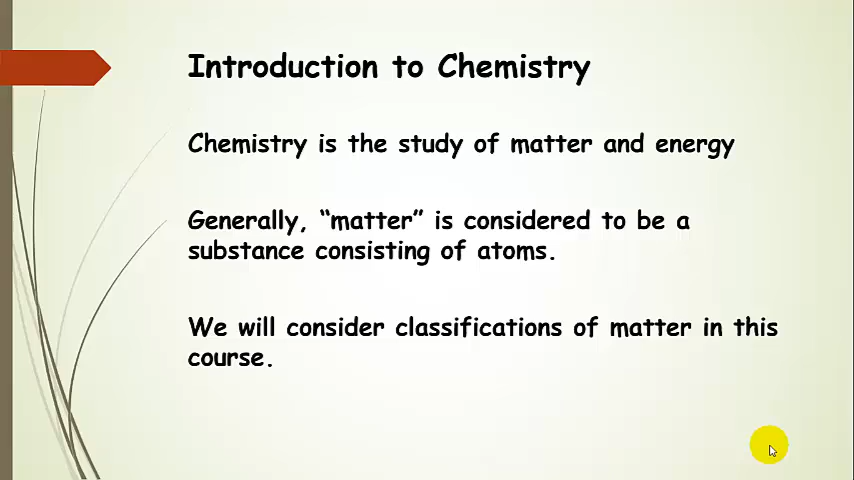 Introduction to Chemistry
Chemistry is the study of matter and energy
Generally, “matter” is considered to be a
substance consisting of atoms.
We will consider classifications of matter in this
course.